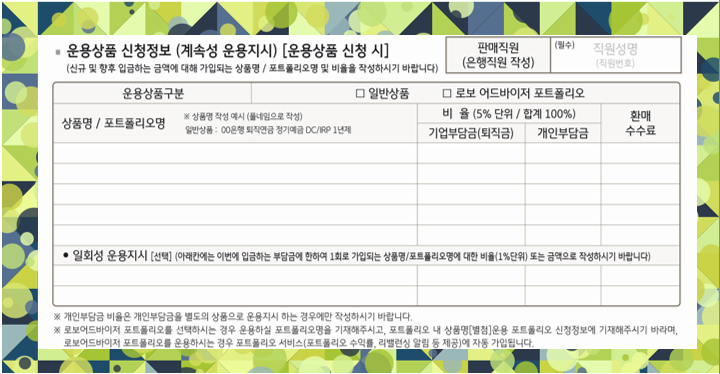 ▪ 운용상품 신청정보 (계속성 운용지시) [운용상품 신청 시]
(신규 및 향후 입금하는 금액에 대해 가입되는 상품명 / 포트폴리오명 및 비율을 작성하시기 바랍니다)
판매직원
(은행직원 작성)
(필수)
직원성명
(직원번호)
운용상품구분
□ 일반상품 □ 로보 어드바이저 포트폴리오
상품명 / 포트폴리오명
※ 상품명 작성 예시 (풀네임으로 작성)
일반상품 : 00은행 퇴직연금 정기예금 DC/IRP 1년제
비 율 (5% 단위 / 합계 100%)
기업부담금(퇴직금)
개인부담금
환매
수수료
• 일회성 운용지시 [선택] (아래칸에는 이번에 입금하는 부담금에 한하여 1회로 가입되는 상품명/포트폴리오명에 대한 비율(1%단위) 또는 금액으로 작성하시기 바랍니다)
※ 개인부담금 비율은 개인부담금을 별도의 상품으로 운용지시 하는 경우에만 작성하시기 바랍니다.
※ 로보어드바이저 포트폴리오를 선택하시는 경우 운용하실 포트폴리오명을 기재해주시고, 포트폴리오 내 상품명[별첨]운용 포트폴리오 신청정보에 기재해주시기 바라며,
로보어드바이저 포트폴리오를 운용하시는 경우 포트폴리오 서비스(포트폴리오 수익률, 리밸런싱 알림 등 제공)에 자동 가입됩니다.